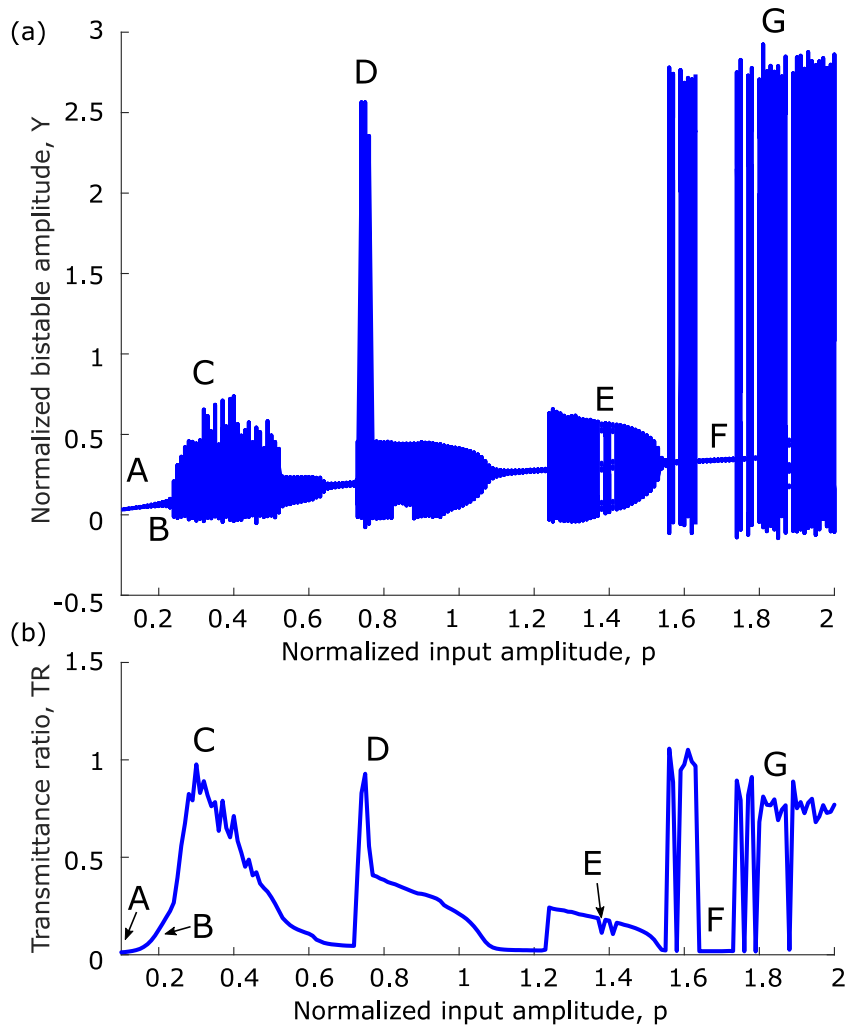 (a)
3
2.5
2
1.5
1
0.5
0
-0.5
Normalized bistable amplitude, Y
A
B
C
D
E
F
G
0.2 0.4 0.6 0.8 1 1.2 1.4 1.6 1.8 2
Normalized input amplitude, p
(b)
1.5
1
0.5
0
Transmittance ratio, TR
A
B
C
D
E
F
G
0.2 0.4 0.6 0.8 1 1.2 1.4 1.6 1.8 2
Normalized input amplitude, p